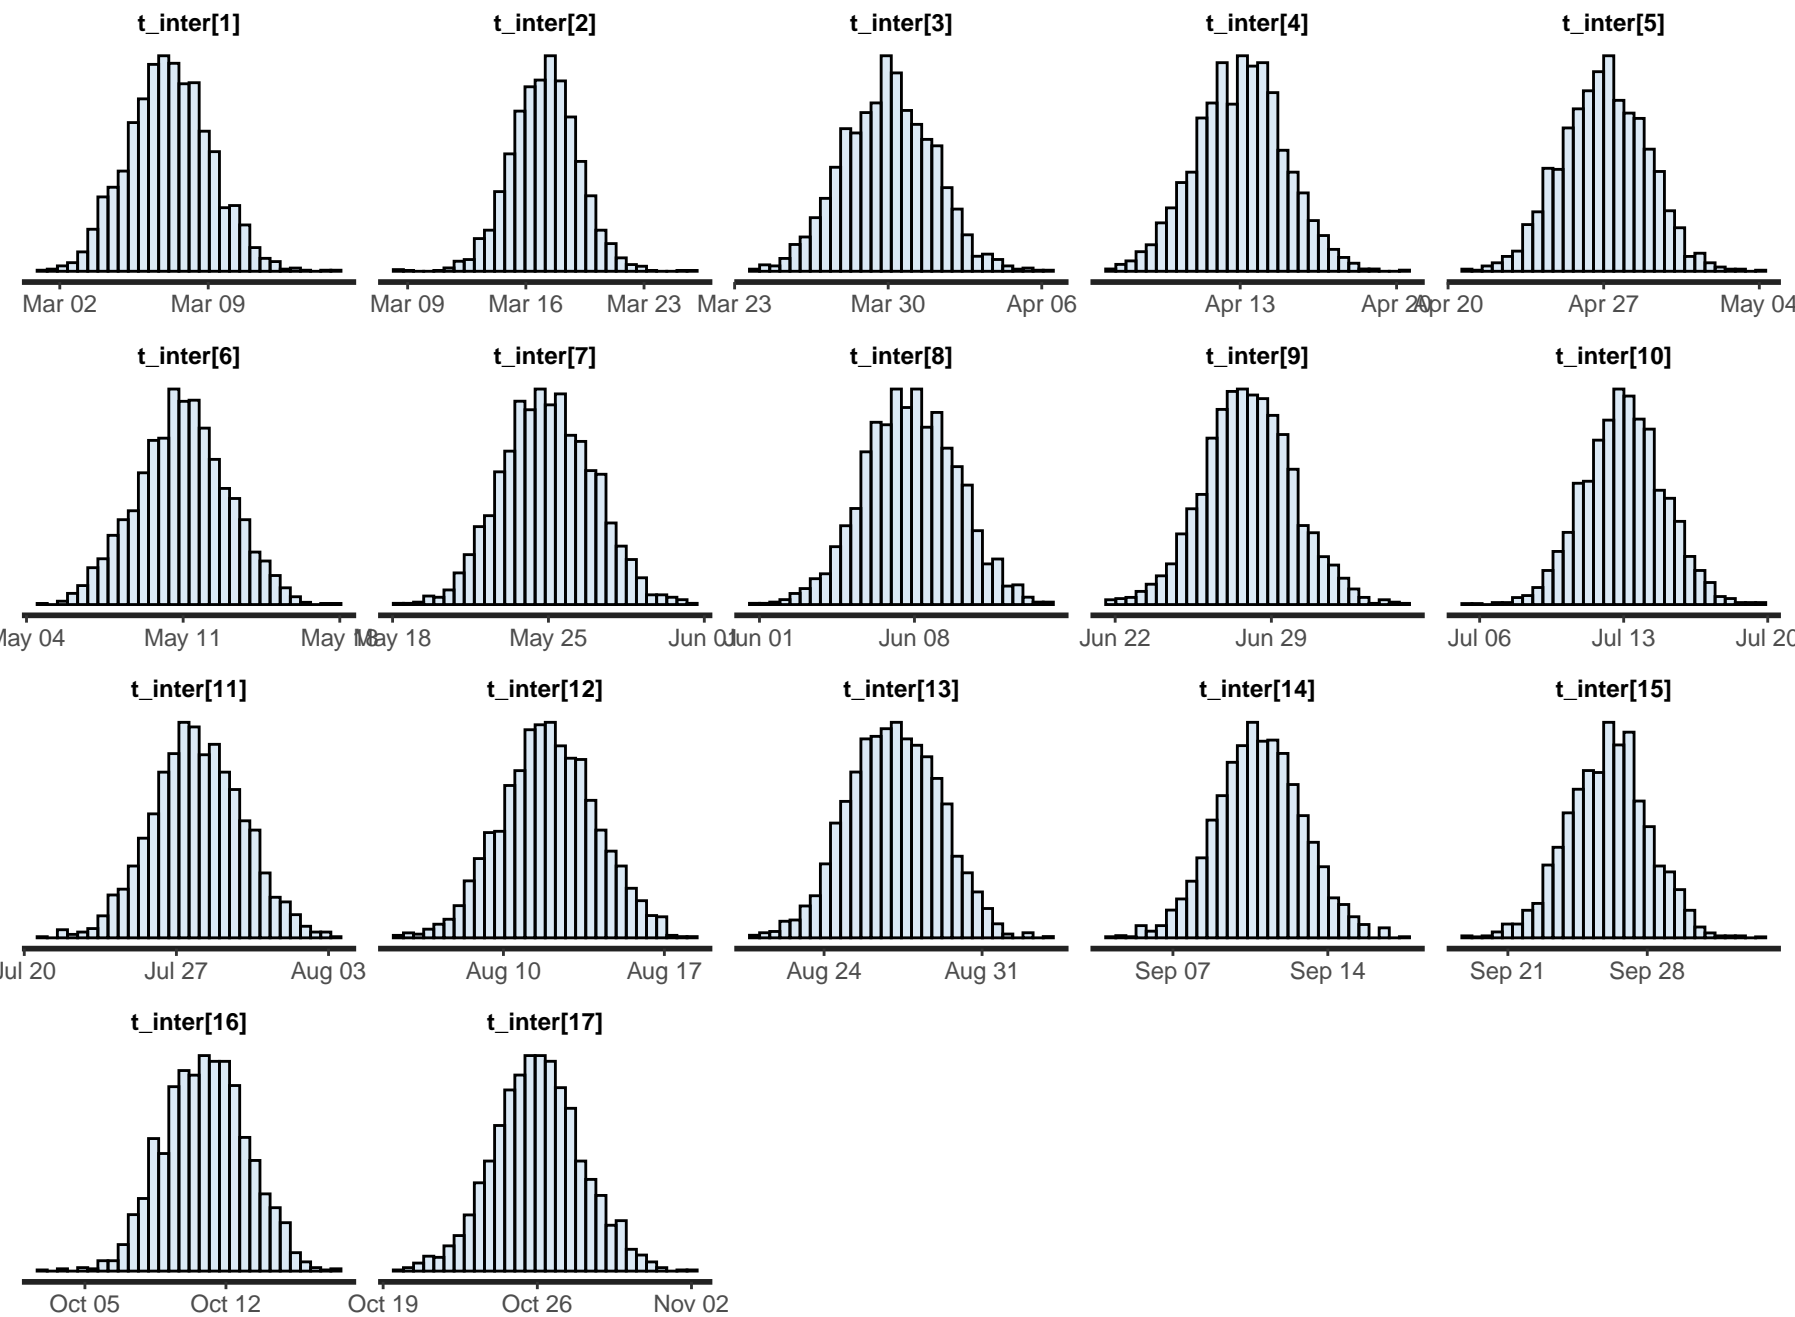 t_inter[1] t_inter[2] t_inter[3] t_inter[4] t_inter[5]
Mar 02 Mar 09 Mar 09 Mar 16 Mar 23 Mar 23 Mar 30 Apr 06 Apr 13 Apr 20 Apr 20 Apr 27 May 04
t_inter[6] t_inter[7] t_inter[8] t_inter[9] t_inter[10]
May 04 May 11 May 18 May 18 May 25 Jun 01 Jun 01 Jun 08 Jun 22 Jun 29 Jul 06 Jul 13 Jul 20
t_inter[11] t_inter[12] t_inter[13] t_inter[14] t_inter[15]
Jul 20 Jul 27 Aug 03 Aug 10 Aug 17 Aug 24 Aug 31 Sep 07 Sep 14 Sep 21 Sep 28
t_inter[16] t_inter[17]
Oct 05 Oct 12 Oct 19 Oct 26 Nov 02